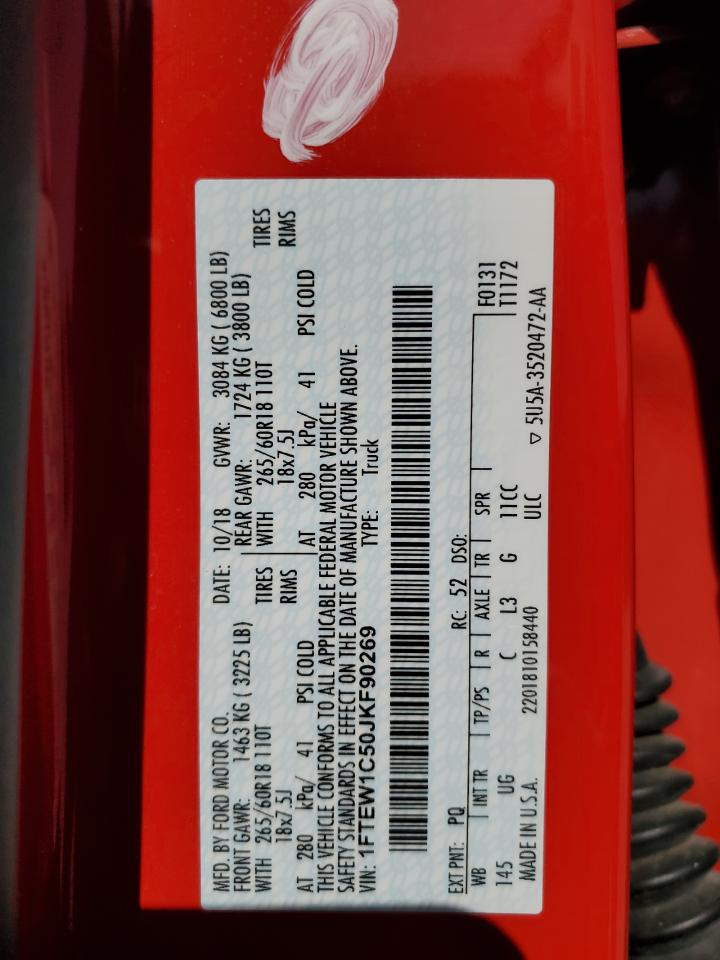 MFD. BY FORD MOTOR CO.
DATE: 10/18 GVWR: 3084 KG ( 6800 LB)
FRONT GAWR: 1463 KG ( 3225 LB)
REAR GAWR: 1724 KG ( 3800 LB)
WITH 265/60R18 110T TIRES
WITH 265/60R18 110T TIRES
18x7.5J RIMS
18x7.5J RIMS
AT 280 kPa/ 41 PSI COLD
AT 280 kPa/ 41 PSI COLD
THIS VEHICLE CONFORMS TO ALL APPLICABLE FEDERAL MOTOR VEHICLE
SAFETY STANDARDS IN EFFECT ON THE DATE OF MANUFACTURE SHOWN ABOVE.
VIN: 1FTEW1C50JKF90269 TYPE: Truck
EXT PNT: PQ RC: 52 DSO: F0131
WB INT TR TP/PS R AXLE TR SPR T1172
145 UG C L3 G 11CC
MADE IN U.S.A. 2201810158440 ULC ▽ 5U5A-3520472-AA